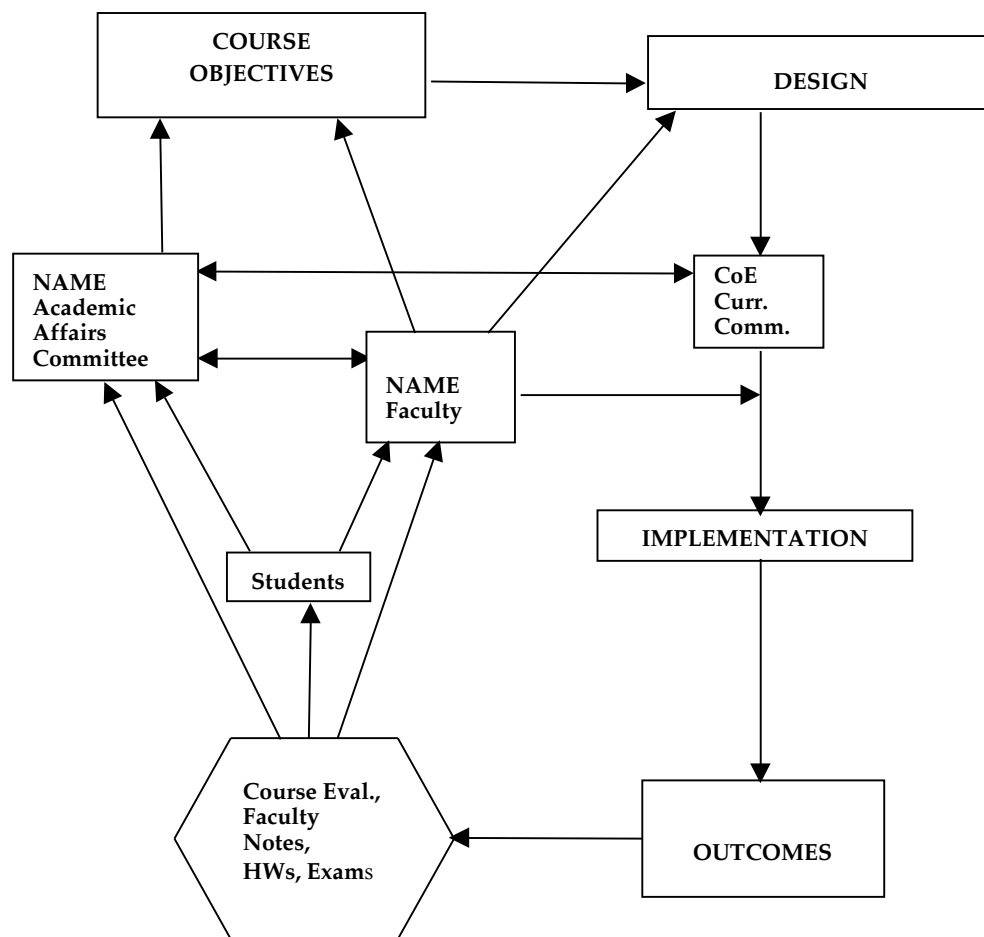 COURSE
OBJECTIVES
DESIGN
NAME
Academic
Affairs
Committee
CoE
Curr.
Comm.
NAME
Faculty
IMPLEMENTATION
Students
Course Eval.,
Faculty
Notes,
HWs, Exams
OUTCOMES